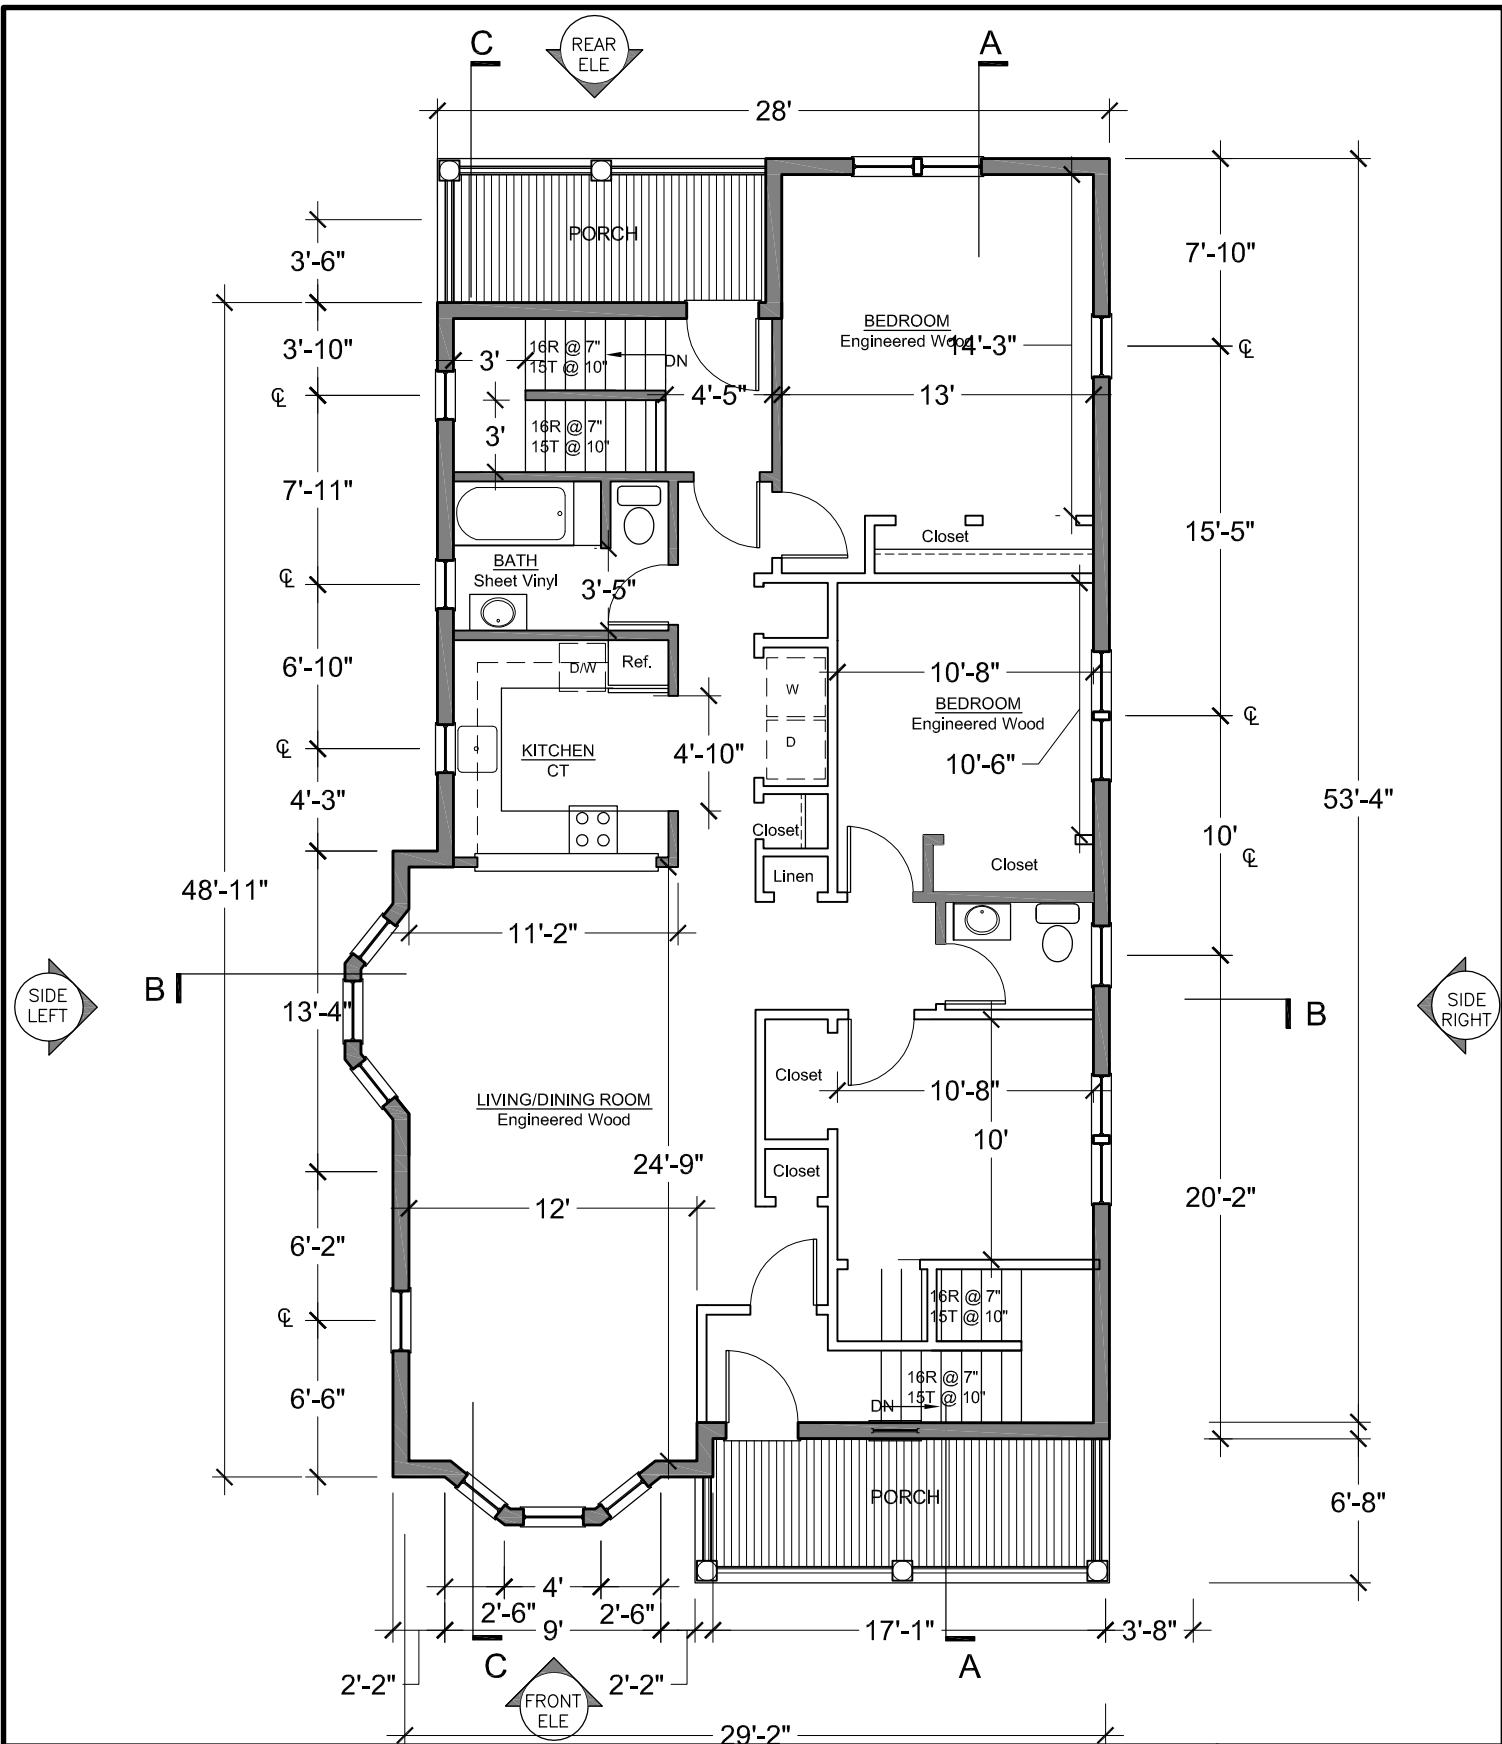 C
REAR
ELE
A
28'
PORCH
3'-6"
7'-10"
BEDROOM
Engineered Wood
14'-3"
3'-10"
3'
16R @ 7"
15T @ 10"
DN
4'-5"
13'
℄
℄
3'
16R @ 7"
15T @ 10"
7'-11"
15'-5"
Closet
BATH
Sheet Vinyl
℄
3'-5"
6'-10"
D/W
Ref.
W
10'-8"
BEDROOM
Engineered Wood
℄
℄
KITCHEN
CT
4'-10"
D
10'-6"
4'-3"
53'-4"
Closet
10'
℄
Closet
Linen
48'-11"
11'-2"
B
SIDE
LEFT
13'-4"
B
SIDE
RIGHT
Closet
10'-8"
LIVING/DINING ROOM
Engineered Wood
10'
24'-9"
Closet
12'
20'-2"
6'-2"
16R @ 7"
15T @ 10"
℄
16R @ 7"
15T @ 10"
DN
6'-6"
PORCH
6'-8"
4'
2'-6"
2'-6"
9'
17'-1"
3'-8"
C
A
2'-2"
2'-2"
FRONT
ELE
29'-2"